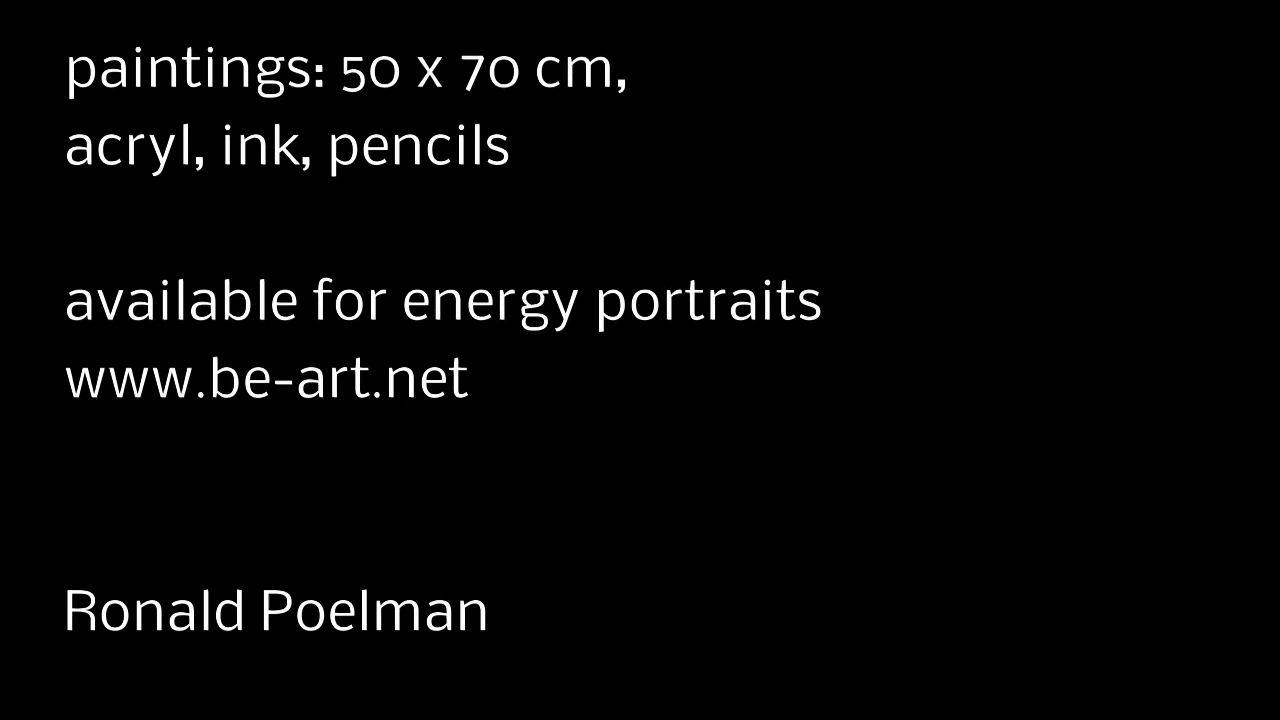 paintings: 50 x 70 cm,
acryl, ink, pencils
available for energy portraits
www.be-art.net
Ronald Poelman